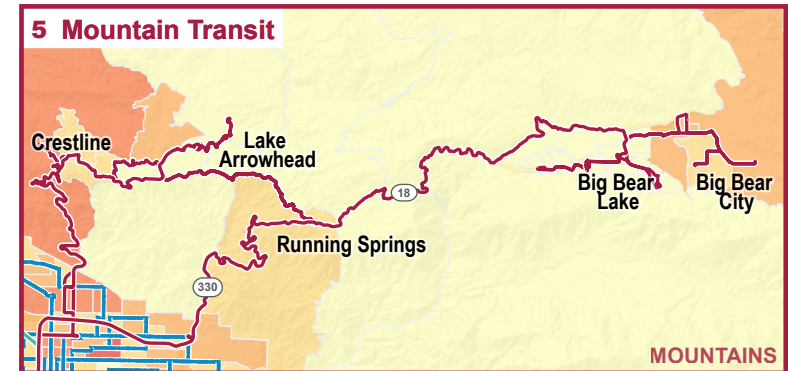 5 Mountain Transit
Crestline
Lake
Arrowhead
18
Big Bear
Lake
Big Bear
City
Running Springs
330
MOUNTAINS